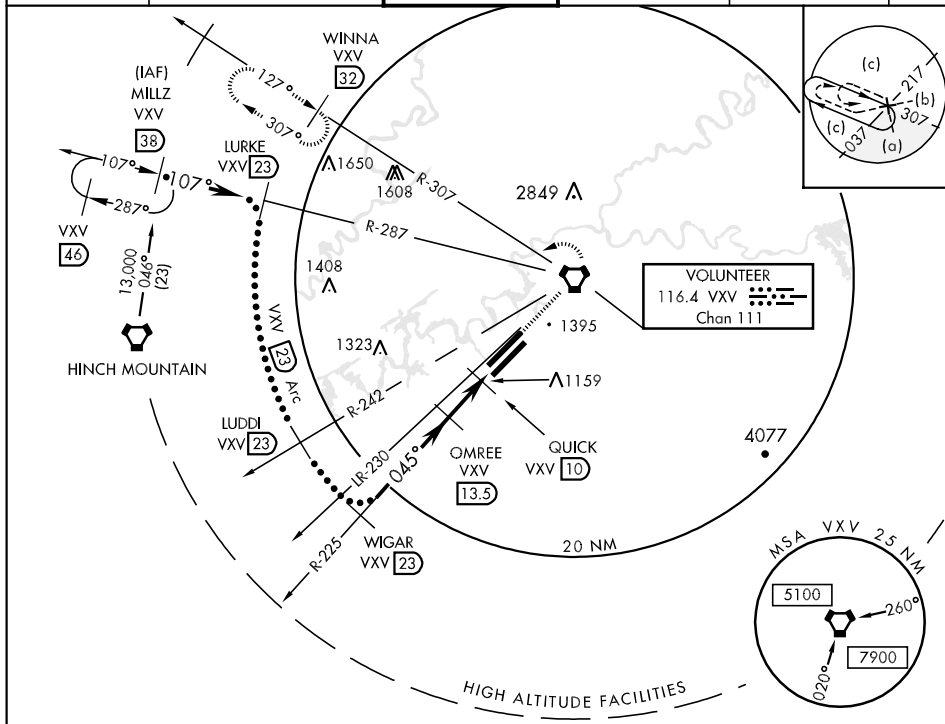 WINNA
VXV
32
(IAF)
MILLZ
VXV
38
127°
307°
(c)
217
(b)
307
(c)
037
(a)
LURKE
VXV 23
1650
1608
R-307
2849
107°
107°
287°
R-287
VXV
46
13,000
046°
(23)
1408
VOLUNTEER
116.4 VXV
Chan 111
1395
1323
VXV 23 Arc
HINCH MOUNTAIN
1159
R-242
LUDDI
VXV 23
LR-230
045°
OMREE
VXV
13.5
QUICK
VXV 10
4077
R-225
WIGAR
VXV 23
20 NM
MSA VXV 25 NM
5100
260°
7900
020°
HIGH ALTITUDE FACILITIES